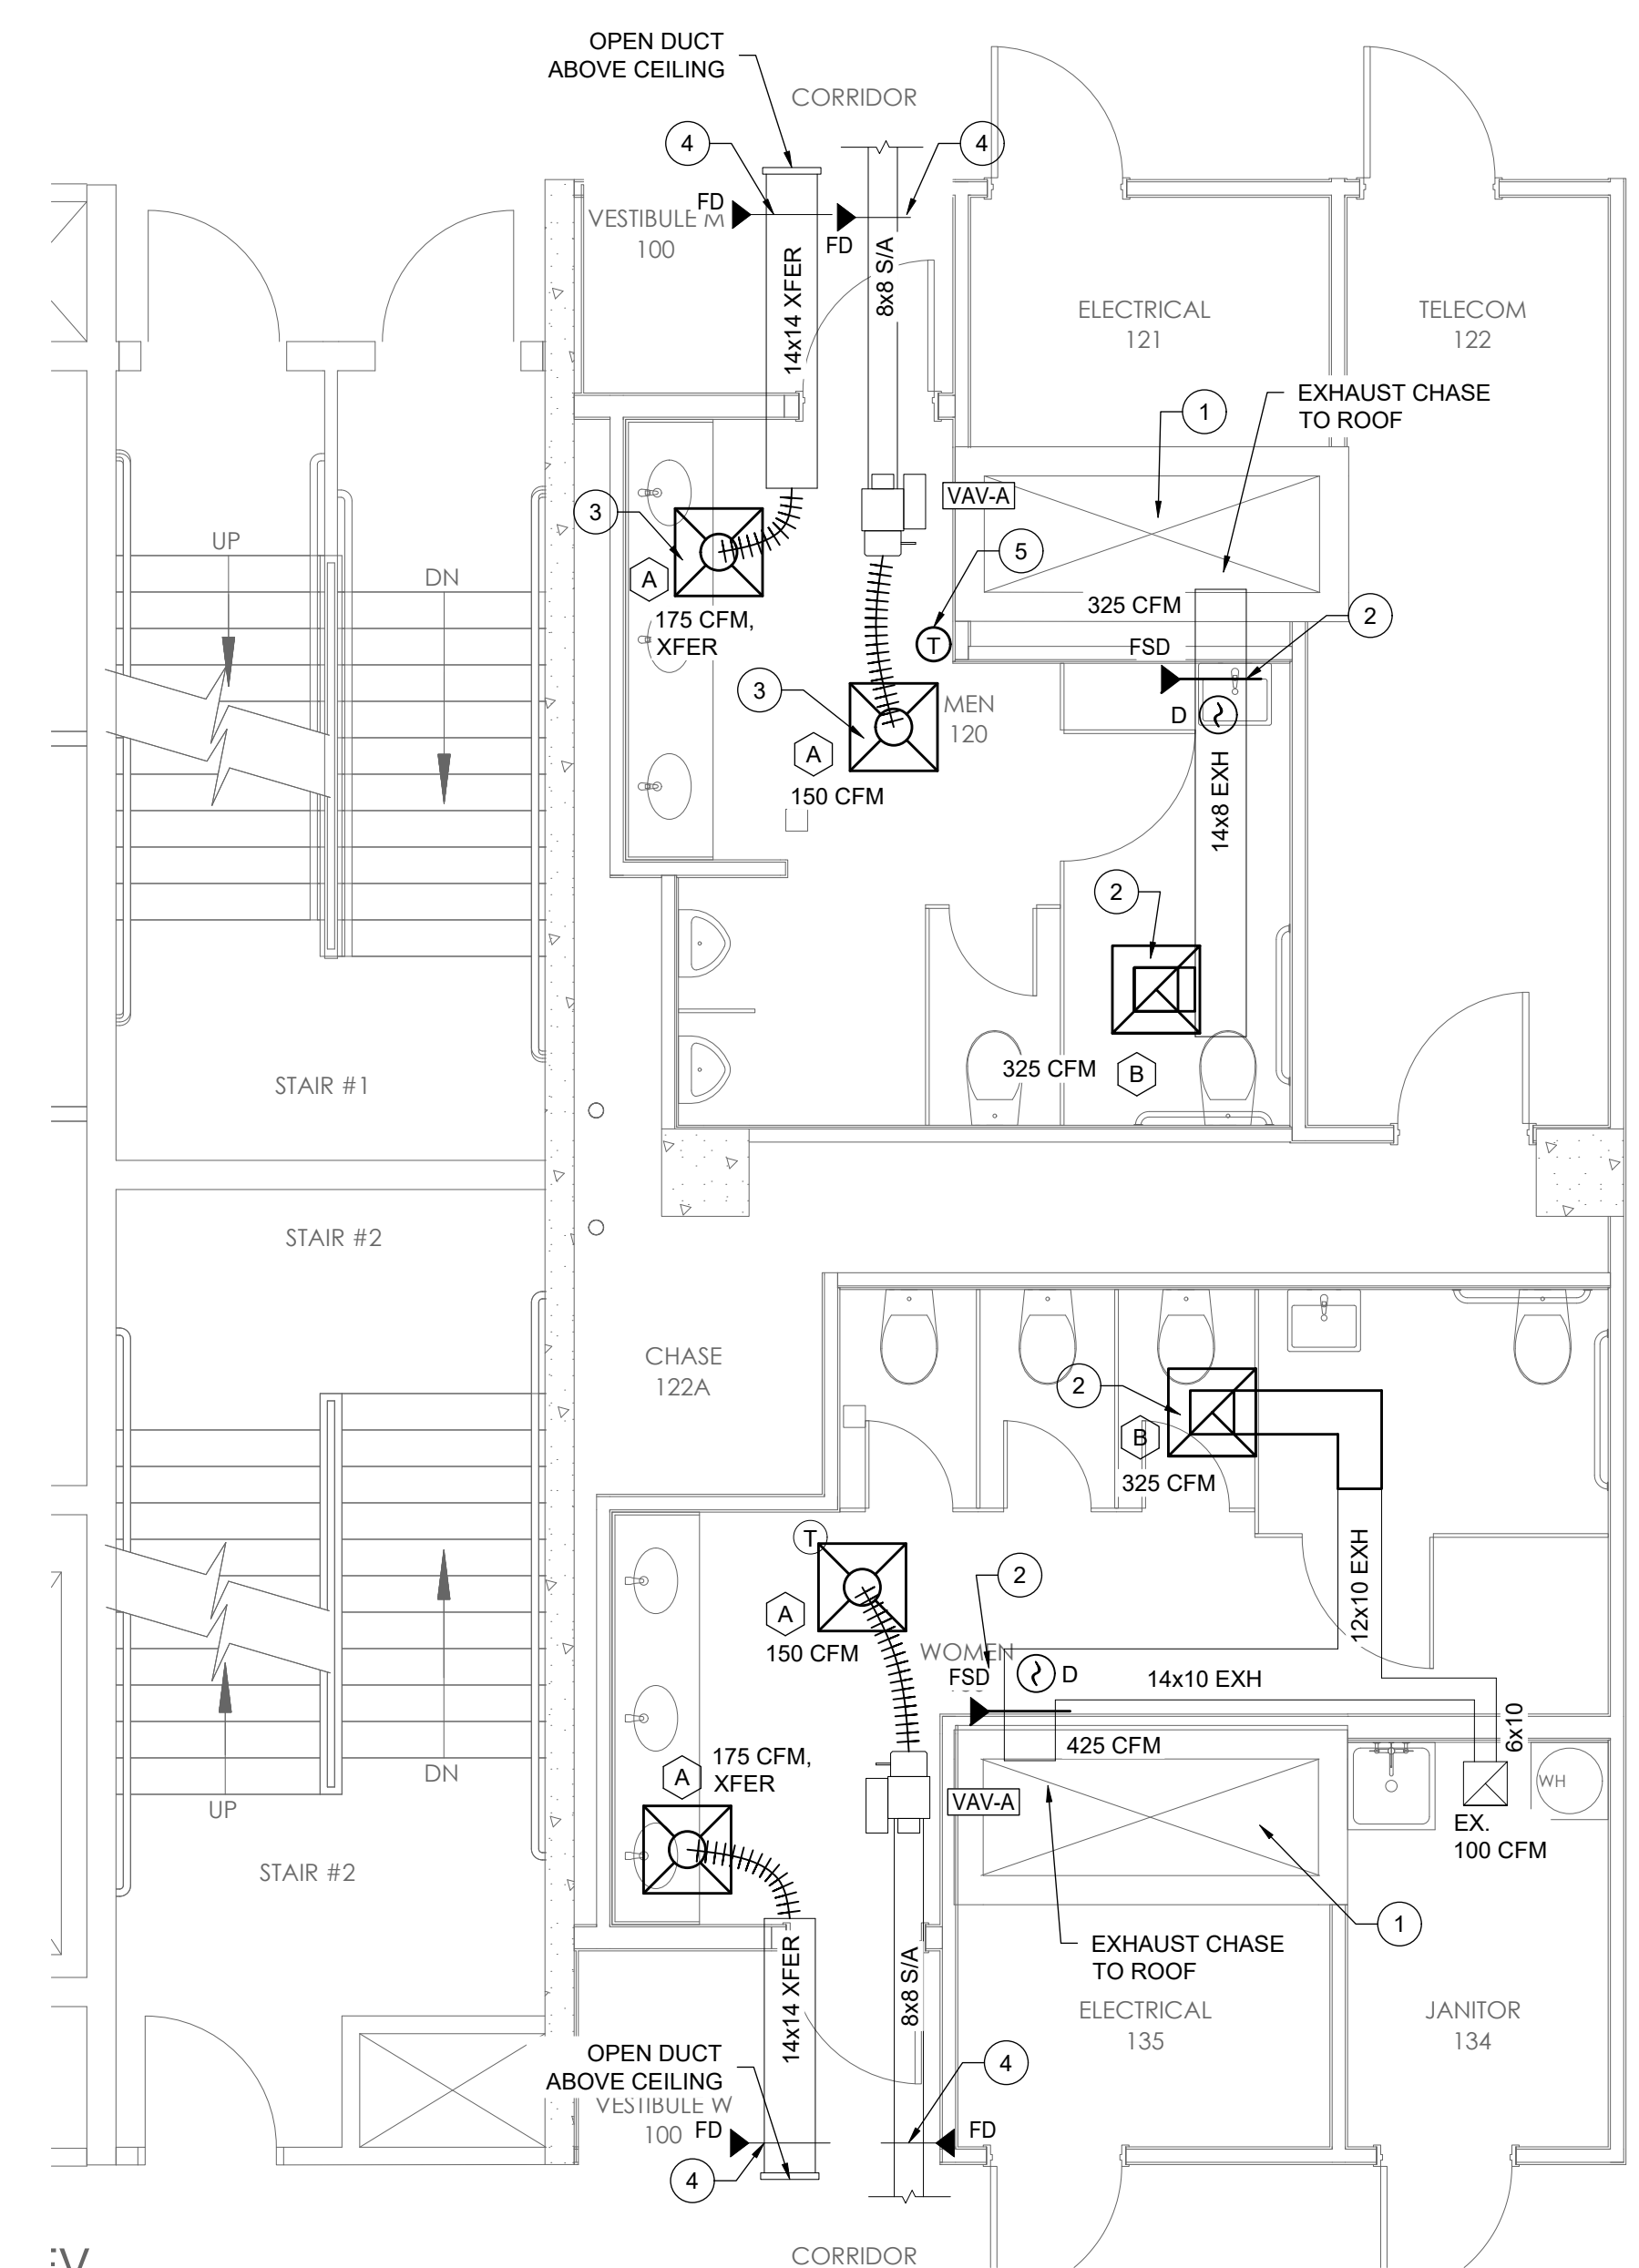 OPEN DUCT
ABOVE CEILING
CORRIDOR
4
4
FD
VESTIBULE M
100
FD
14x14 XFER
8x8 S/A
ELECTRICAL
121
TELECOM
122
EXHAUST CHASE
TO ROOF
1
VAV-A
3
UP
DN
A
5
175 CFM,
XFER
T
325 CFM
2
FSD
3
MEN
120
D
A
150 CFM
14x8 EXH
2
325 CFM
B
STAIR #1
STAIR #2
CHASE
122A
2
B
325 CFM
T
A
150 CFM
2
12x10 EXH
WOMEN
FSD
D
14x10 EXH
6x10
425 CFM
175 CFM,
XFER
A
VAV-A
DN
UP
WH
EX.
100 CFM
STAIR #2
1
EXHAUST CHASE
TO ROOF
14x14 XFER
8x8 S/A
ELECTRICAL
135
JANITOR
134
OPEN DUCT
ABOVE CEILING
VESTIBULE W
100
FD
4
FD
4
CORRIDOR